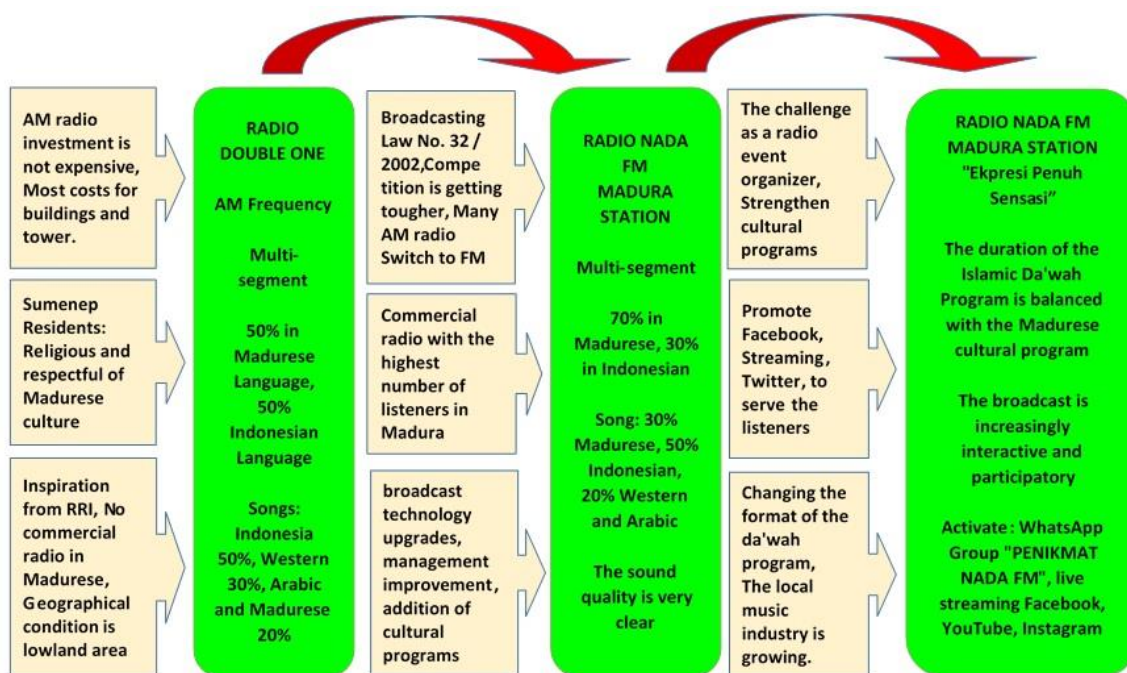 AM radio
investment is
not expensive,
Most costs for
buildings and
tower.
Sumenep
Residents:
Religious and
respectful of
Madurese
culture
Inspiration
from RRI, No
commercial
radio in
Madurese,
Geographical
condition is
lowland area
RADIO
DOUBLE ONE
AM Frequency
Multi-
segment
50% in
Madurese
Language,
50%
Indonesian
Language
Songs:
Indonesia
50%, Western
30%, Arabic
and Madurese
20%
Broadcasting
Law No. 32 /
2002,Compe
tition is getting
tougher, Many
AM radio
Switch to FM
Commercial
radio with the
highest
number of
listeners in
Madura
broadcast
technology
upgrades,
management
improvement,
addition of
cultural
programs
RADIO NADA
FM
MADURA
STATION
Multi-segment
70% in
Madurese, 30%
in Indonesian
Song: 30%
Madurese, 50%
Indonesian,
20% Western
and Arabic
The sound
quality is very
clear
The challenge
as a radio
event
organizer,
Strengthen
cultural
programs
Promote
Facebook,
Streaming,
Twitter, to
serve the
listeners
Changing the
format of the
da'wah
program,
The local
music
industry is
growing.
RADIO NADA FM
MADURA STATION
"Ekpresi Penuh
Sensasi”
The duration of the
Islamic Da'wah
Program is balanced
with the Madurese
cultural program
The broadcast is
increasingly
interactive and
participatory
Activate: WhatsApp
Group "PENIKMAT
NADA FM", live
streaming Facebook,
YouTube, Instagram